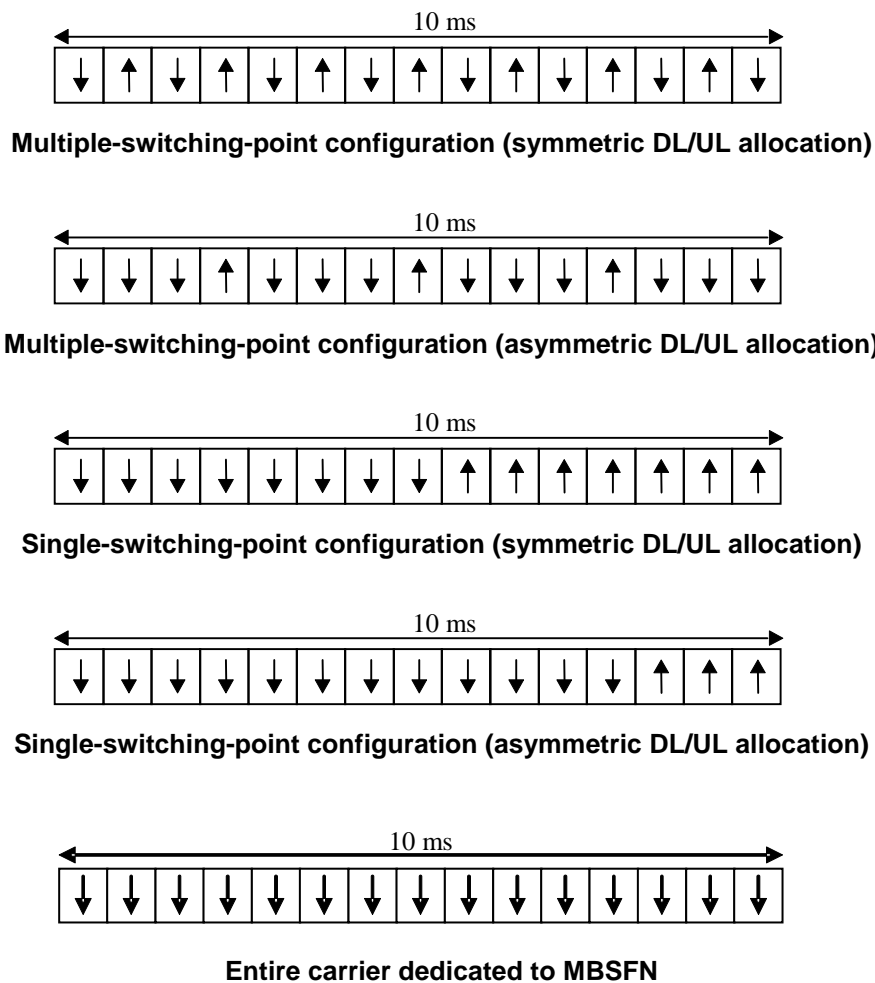 10 ms
Multiple-switching-point configuration (symmetric DL/UL allocation)
10 ms
Multiple-switching-point configuration (asymmetric DL/UL allocation)
10 ms
Single-switching-point configuration (symmetric DL/UL allocation)
10 ms
Single-switching-point configuration (asymmetric DL/UL allocation)
10 ms
Entire carrier dedicated to MBSFN